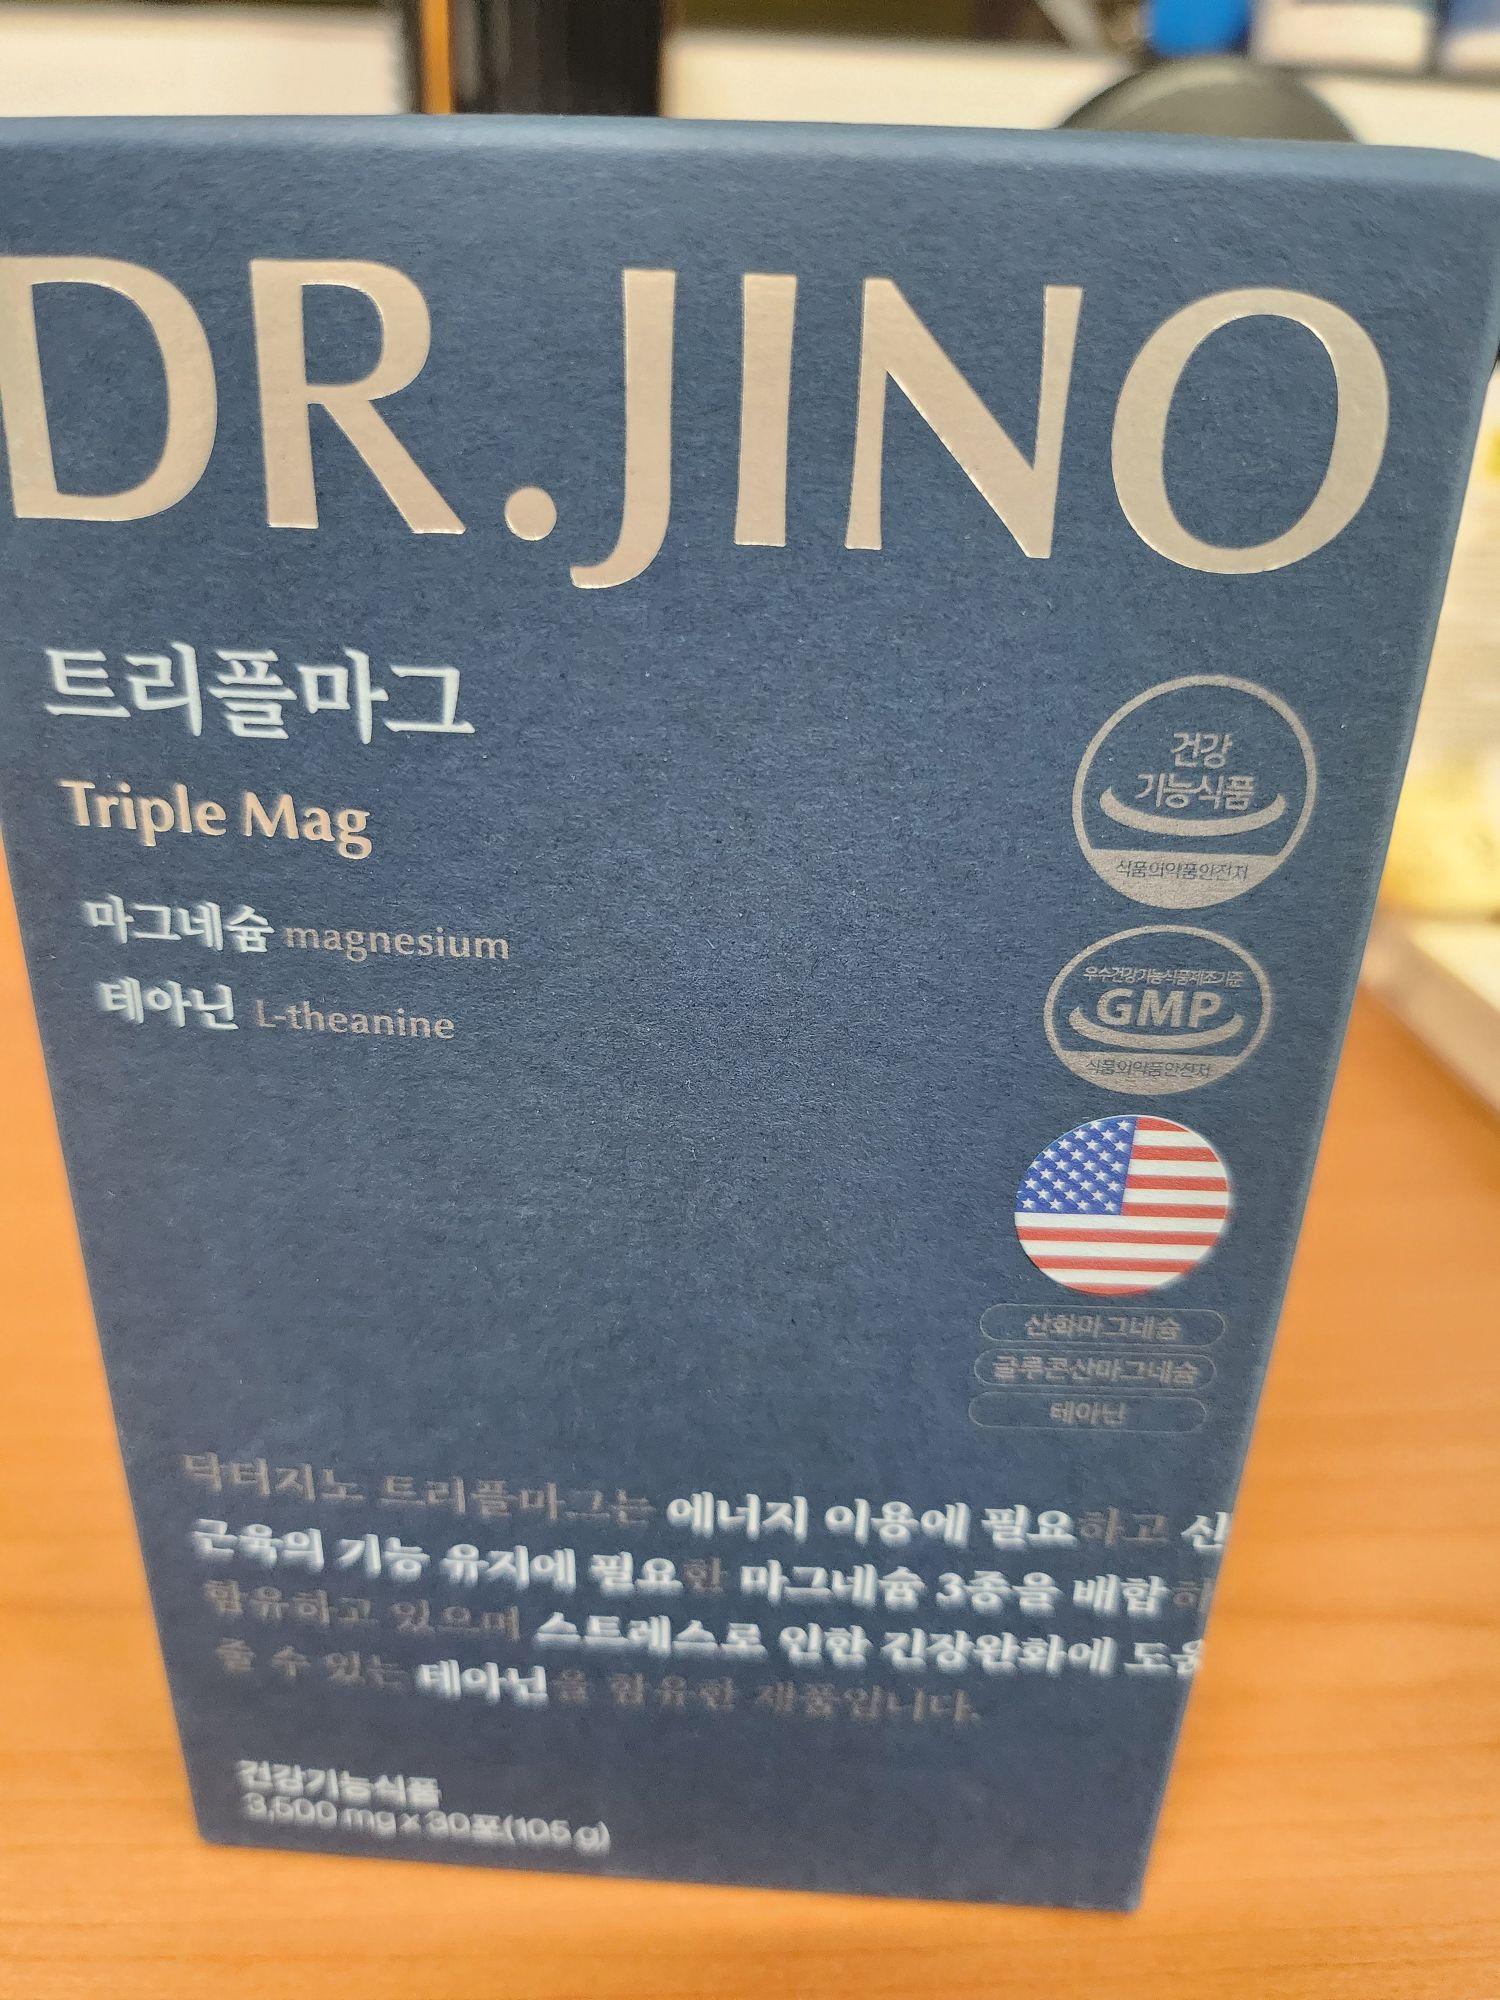 DR.JINO
트리플마그
Triple Mag
마그네슘 magnesium
테아닌 L-theanine
건강
기능식품
식품의약품안전처
우수건강기능식품제조기준
GMP
식품의약품안전처
산화마그네슘
글루콘산마그네슘
테아닌
닥터지노 트리플마그는 에너지 이용에 필요하고 신
근육의 기능 유지에 필요한 마그네슘 3종을 배합하
함유하고 있으며 스트레스로 인한 긴장완화에 도움
줄 수 있는 테아닌을 함유한 제품입니다.
건강기능식품
3,500 mg x 30포(105 g)